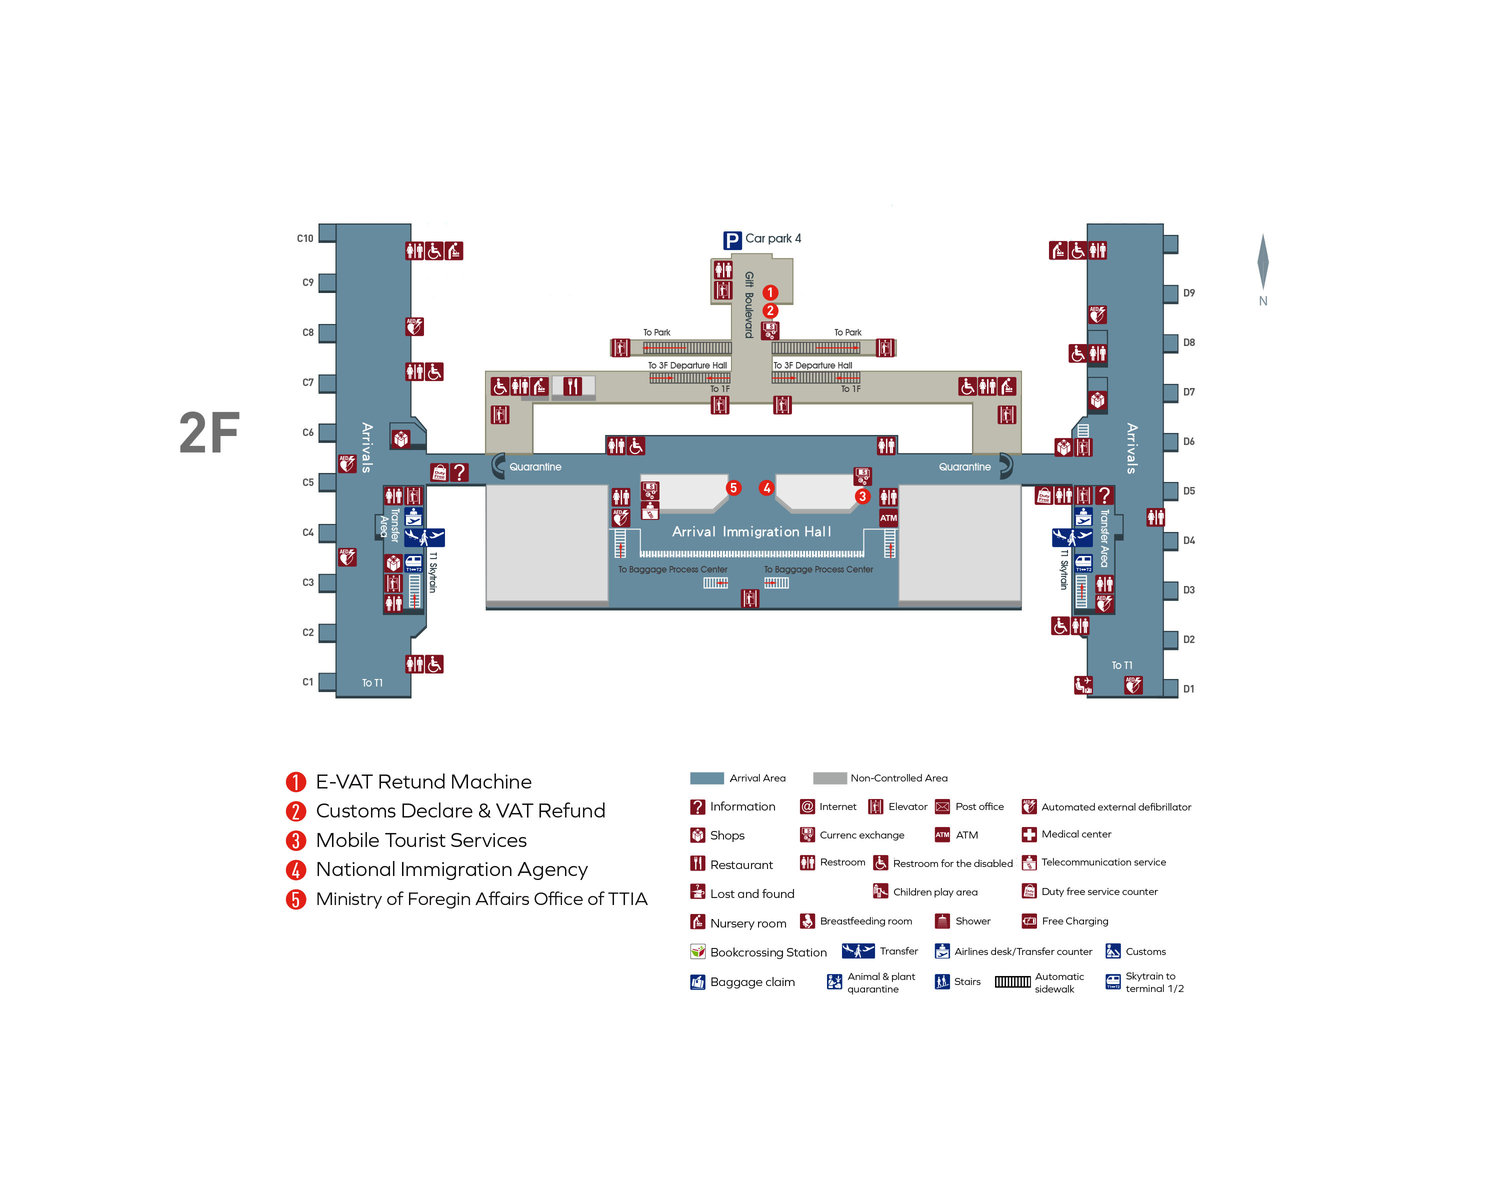 2F
C10
C9
C8
C7
C6
C5
C4
C3
C2
C1
Arrivals
To T1
Transfer Area
T1 Skytrain
P Car park 4
Gift Boulevard
1
2
To Park
To Park
To 3F Departure Hall
To 3F Departure Hall
To 1F
To 1F
Quarantine
Quarantine
5
4
3
ATM
Arrival Immigration Hall
To Baggage Process Center
To Baggage Process Center
Arrivals
Transfer Area
T1 Skytrain
To T1
D9
D8
D7
D6
D5
D4
D3
D2
D1
N
1 E-VAT Retund Machine
2 Customs Declare & VAT Refund
3 Mobile Tourist Services
4 National Immigration Agency
5 Ministry of Foregin Affairs Office of TTIA
Arrival Area
Non-Controlled Area
? Information
@ Internet
Elevator
Post office
AED Automated external defibrillator
Shops
Currenc exchange
ATM ATM
Medical center
Restaurant
Restroom
Restroom for the disabled
Telecommunication service
Lost and found
Children play area
Duty free service counter
Nursery room
Breastfeeding room
Shower
Free Charging
Bookcrossing Station
Transfer
Airlines desk/Transfer counter
Customs
Baggage claim
Animal & plant
quarantine
Stairs
Automatic
sidewalk
Skytrain to
terminal 1/2